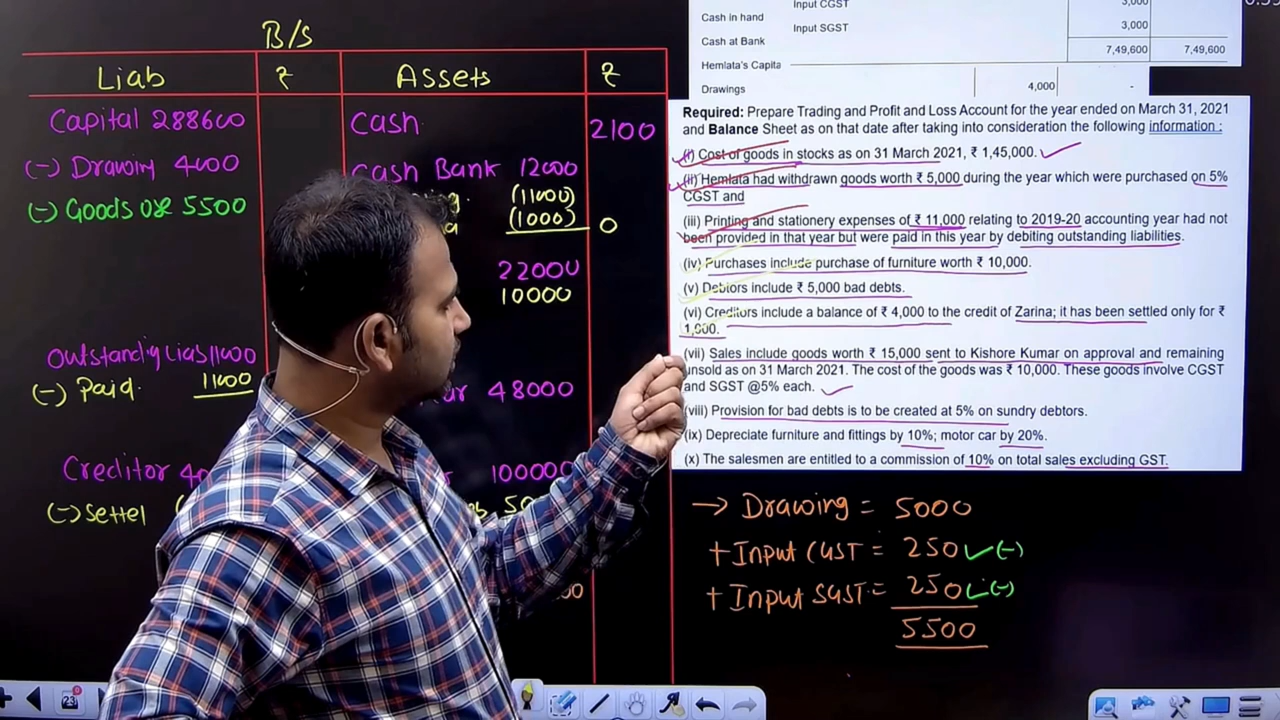 B/S
Liab
₹
Assets
₹
Capital 288600
(-) Drawing 4000
(-) Goods use 5500
Outstandig Liab 11000
(-) Paid. 11000
Creditor
(-) Settel
Cash. 2100
Cash Bank 12000
(11000)
(1000) 0
22000
10000
48000
100000
Input CGST 3,000
Cash in hand
Input SGST 3,000
Cash at Bank
7,49,600 7,49,600
Hemlata's Capita
Drawings 4,000 -
Required: Prepare Trading and Profit and Loss Account for the year ended on March 31, 2021
and Balance Sheet as on that date after taking into consideration the following information :
(i) Cost of goods in stocks as on 31 March 2021, ₹ 1,45,000.
(ii) Hemlata had withdrawn goods worth ₹ 5,000 during the year which were purchased on 5%
CGST and
(iii) Printing and stationery expenses of ₹ 11,000 relating to 2019-20 accounting year had not
been provided in that year but were paid in this year by debiting outstanding liabilities.
(iv) Purchases include purchase of furniture worth ₹ 10,000.
(v) Debtors include ₹ 5,000 bad debts.
(vi) Creditors include a balance of ₹ 4,000 to the credit of Zarina; it has been settled only for ₹
(vii) Sales include goods worth ₹ 15,000 sent to Kishore Kumar on approval and remaining
unsold as on 31 March 2021. The cost of the goods was ₹ 10,000. These goods involve CGST
and SGST @5% each.
(viii) Provision for bad debts is to be created at 5% on sundry debtors.
(ix) Depreciate furniture and fittings by 10%; motor car by 20%.
(x) The salesmen are entitled to a commission of 10% on total sales excluding GST.
→ Drawing = 5000
+ Input CGST = 250 ✓ (-)
+ Input SGST = 250 ✓ (-)
5500
23